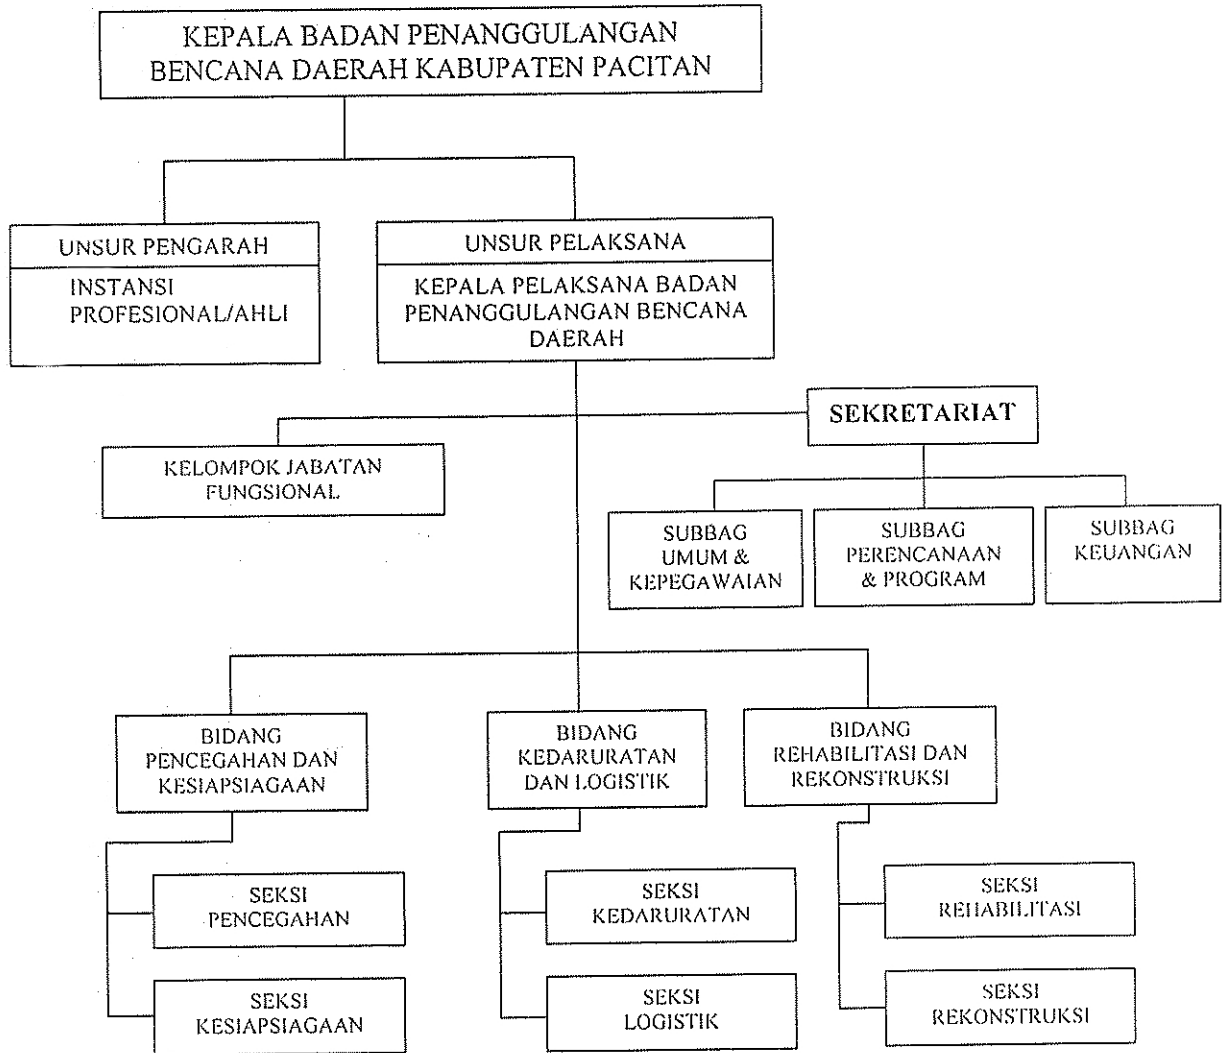 KEPALA BADAN PENANGGULANGAN
BENCANA DAERAH KABUPATEN PACITAN
UNSUR PENGARAH
INSTANSI
PROFESIONAL/AHLI
UNSUR PELAKSANA
KEPALA PELAKSANA BADAN
PENANGGULANGAN BENCANA
DAERAH
SEKRETARIAT
KELOMPOK JABATAN
FUNGSIONAL
SUBBAG
UMUM &
KEPEGAWAIAN
SUBBAG
PERENCANAAN
& PROGRAM
SUBBAG
KEUANGAN
BIDANG
PENCEGAHAN DAN
KESIAPSIAGAAN
BIDANG
KEDARURATAN
DAN LOGISTIK
BIDANG
REHABILITASI DAN
REKONSTRUKSI
SEKSI
PENCEGAHAN
SEKSI
KEDARURATAN
SEKSI
REHABILITASI
SEKSI
KESIAPSIAGAAN
SEKSI
LOGISTIK
SEKSI
REKONSTRUKSI